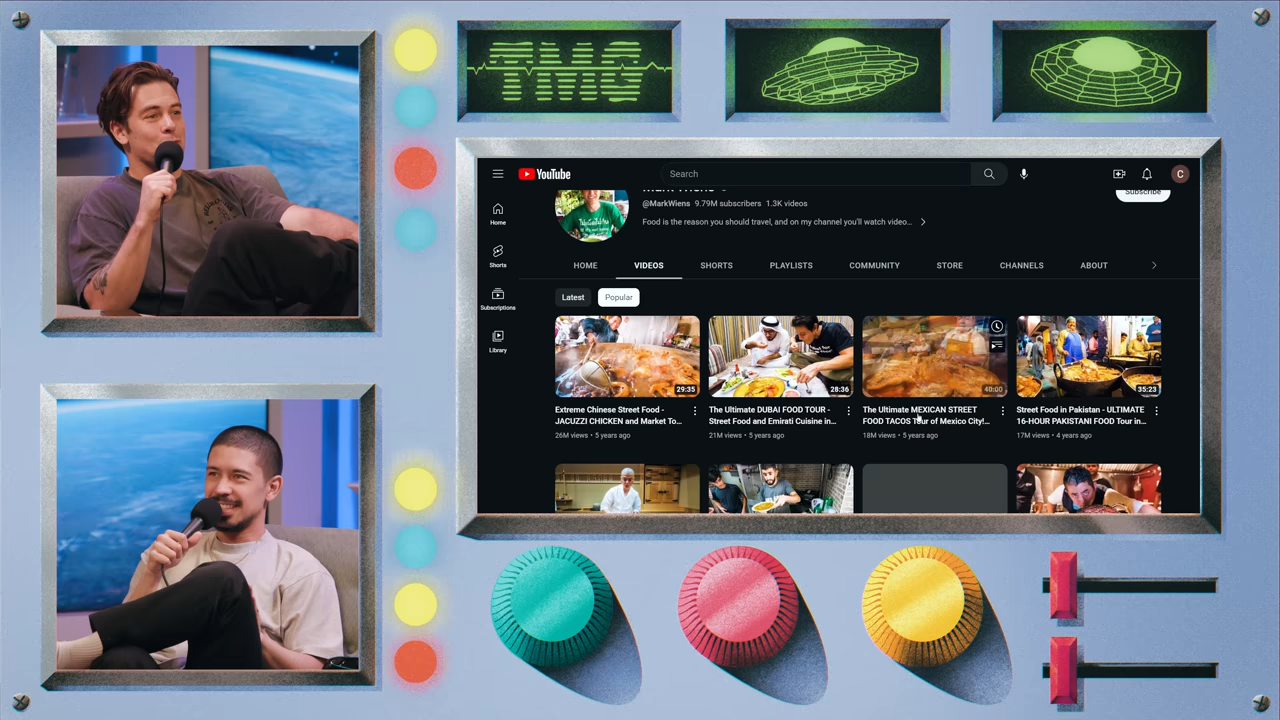 TMG
YouTube
Search
C
@MarkWiens 9.79M subscribers 1.3K videos
Subscribe
Food is the reason you should travel, and on my channel you'll watch video...
Home
Shorts
Subscriptions
Library
HOME VIDEOS SHORTS PLAYLISTS COMMUNITY STORE CHANNELS ABOUT
Latest Popular
29:35
28:36
40:00
35:23
Extreme Chinese Street Food -
JACUZZI CHICKEN and Market To...
26M views • 5 years ago
The Ultimate DUBAI FOOD TOUR -
Street Food and Emirati Cuisine in...
21M views • 5 years ago
The Ultimate MEXICAN STREET
FOOD TACOS Tour of Mexico City!...
18M views • 5 years ago
Street Food in Pakistan - ULTIMATE
16-HOUR PAKISTANI FOOD Tour in...
17M views • 4 years ago